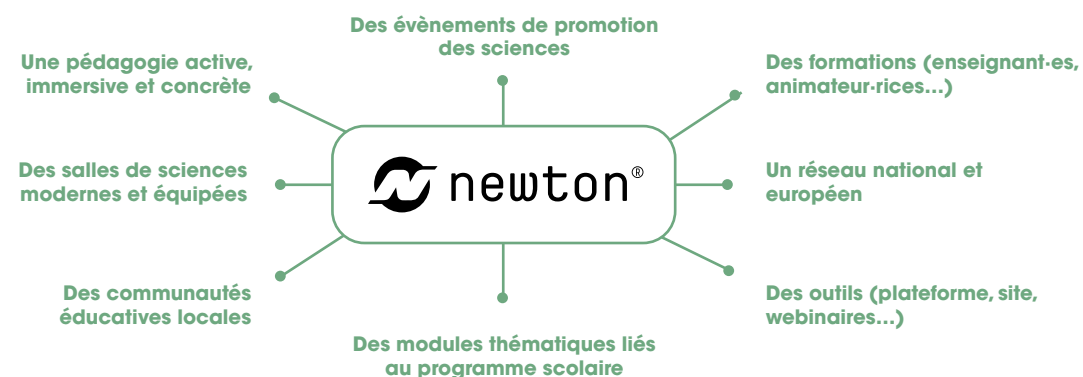 Des évènements de promotion
des sciences
Une pédagogie active,
immersive et concrète
Des formations (enseignant·es,
animateur·rices...)
Des salles de sciences
modernes et équipées
newton®
Un réseau national et
européen
Des communautés
éducatives locales
Des outils (plateforme, site,
webinaires...)
Des modules thématiques liés
au programme scolaire